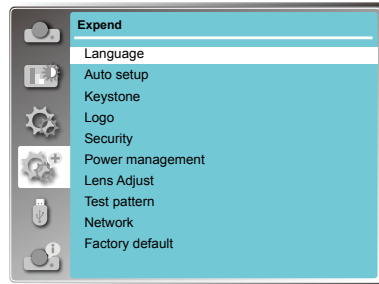 Expend
Language
Auto setup
Keystone
Logo
Security
Power management
Lens Adjust
Test pattern
Network
Factory default